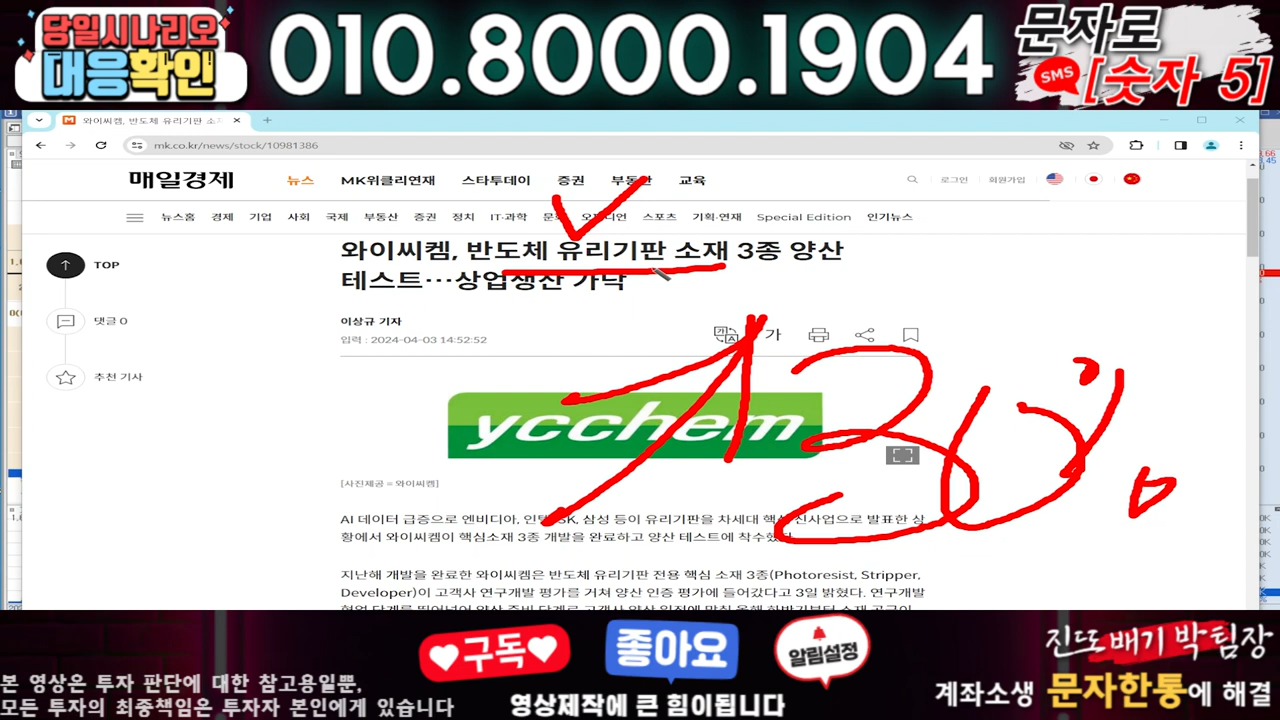 당일시나리오
대응확인
010.8000.1904
문자로
SMS
[숫자 5]
와이씨켐, 반도체 유리기판 소재
mk.co.kr/news/stock/10981386
매일경제
뉴스 MK위클리연재 스타투데이 증권 부동산 교육
로그인 회원가입
뉴스홈 경제 기업 사회 국제 부동산 증권 정치 IT·과학 문화 오피니언 스포츠 기획·연재 Special Edition 인기뉴스
TOP
와이씨켐, 반도체 유리기판 소재 3종 양산
테스트…상업생산 가닥
댓글 0
이상규 기자
입력 : 2024-04-03 14:52:52
가
추천 기사
ycchem
↗30%
[사진제공 = 와이씨켐]
AI 데이터 급증으로 엔비디아, 인텔, SK, 삼성 등이 유리기판을 차세대 핵심 신사업으로 발표한 상
황에서 와이씨켐이 핵심소재 3종 개발을 완료하고 양산 테스트에 착수했다.
지난해 개발을 완료한 와이씨켐은 반도체 유리기판 전용 핵심 소재 3종(Photoresist, Stripper,
Developer)이 고객사 연구개발 평가를 거쳐 양산 인증 평가에 들어갔다고 3일 밝혔다. 연구개발
구독
좋아요
알림설정
영상제작에 큰 힘이됩니다
본 영상은 투자 판단에 대한 참고용일뿐,
모든 투자의 최종책임은 투자자 본인에게 있습니다
진또배기 박팀장
계좌소생 문자한통에 해결